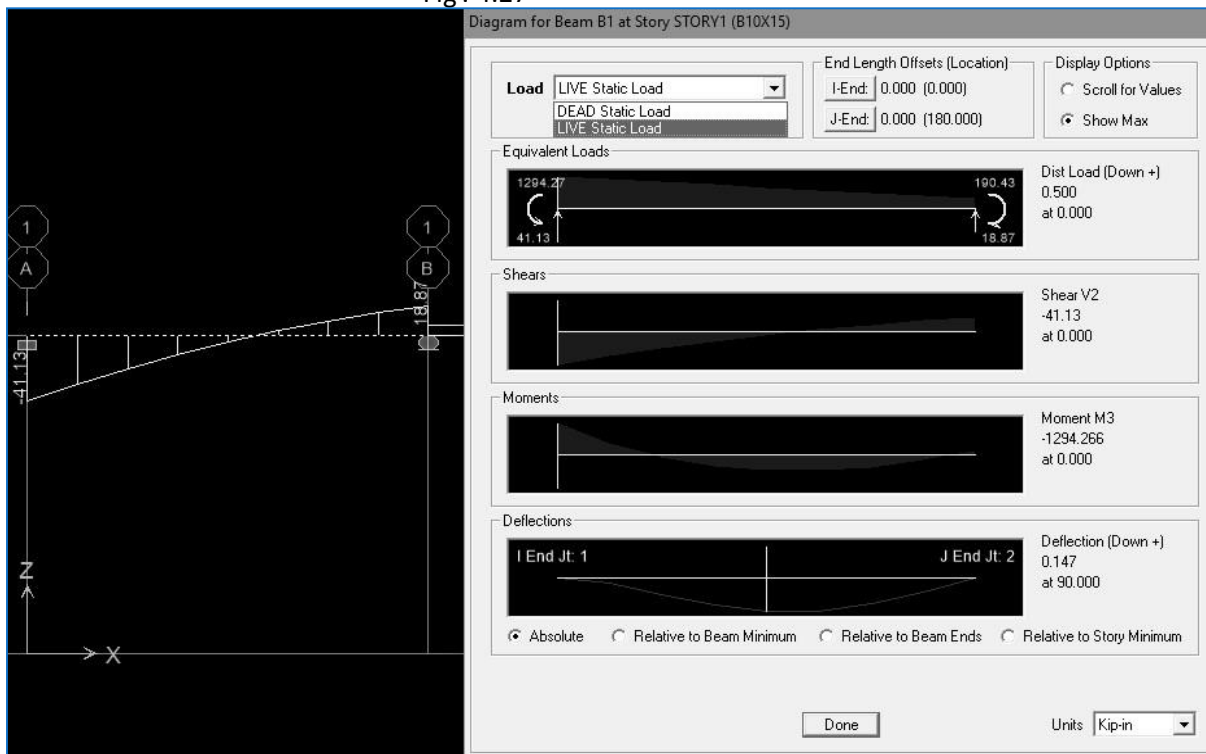 Fig1 4.27
Diagram for Beam B1 at Story STORY1 (B10X15)
Load LIVE Static Load
DEAD Static Load
LIVE Static Load
End Length Offsets (Location)
I-End: 0.000 (0.000)
J-End: 0.000 (180.000)
Display Options
Scroll for Values
Show Max
Equivalent Loads
1294.27
190.43
41.13
18.87
Dist Load (Down +)
0.500
at 0.000
Shears
Shear V2
-41.13
at 0.000
Moments
Moment M3
-1294.266
at 0.000
Deflections
I End Jt: 1
J End Jt: 2
Deflection (Down +)
0.147
at 90.000
Absolute Relative to Beam Minimum Relative to Beam Ends Relative to Story Minimum
Done
Units Kip-in
1
1
A
B
18.87
-41.13
Z
X